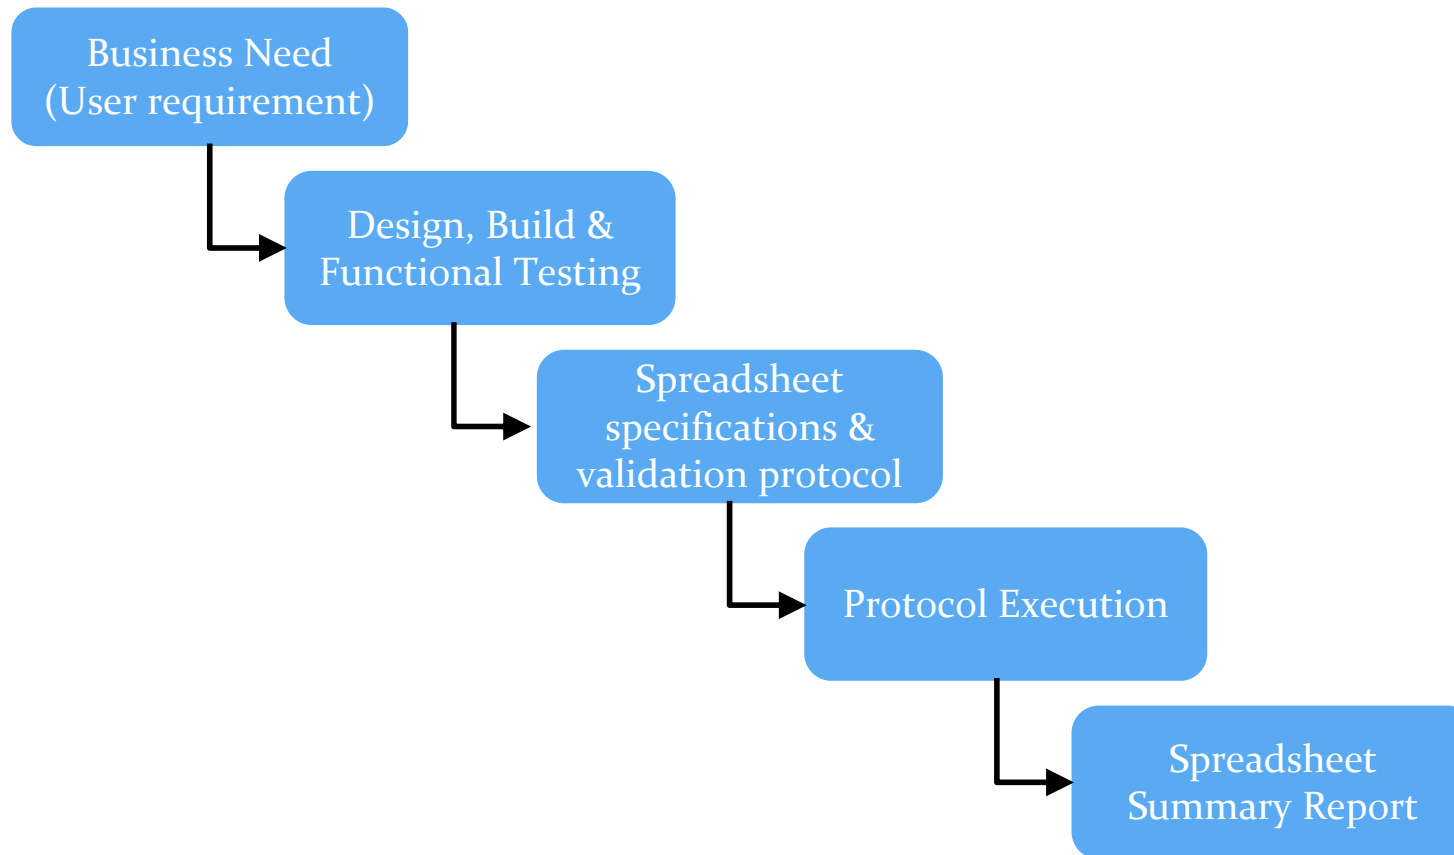 Business Need
(User requirement)
Design, Build &
Functional Testing
Spreadsheet
specifications &
validation protocol
Protocol Execution
Spreadsheet
Summary Report